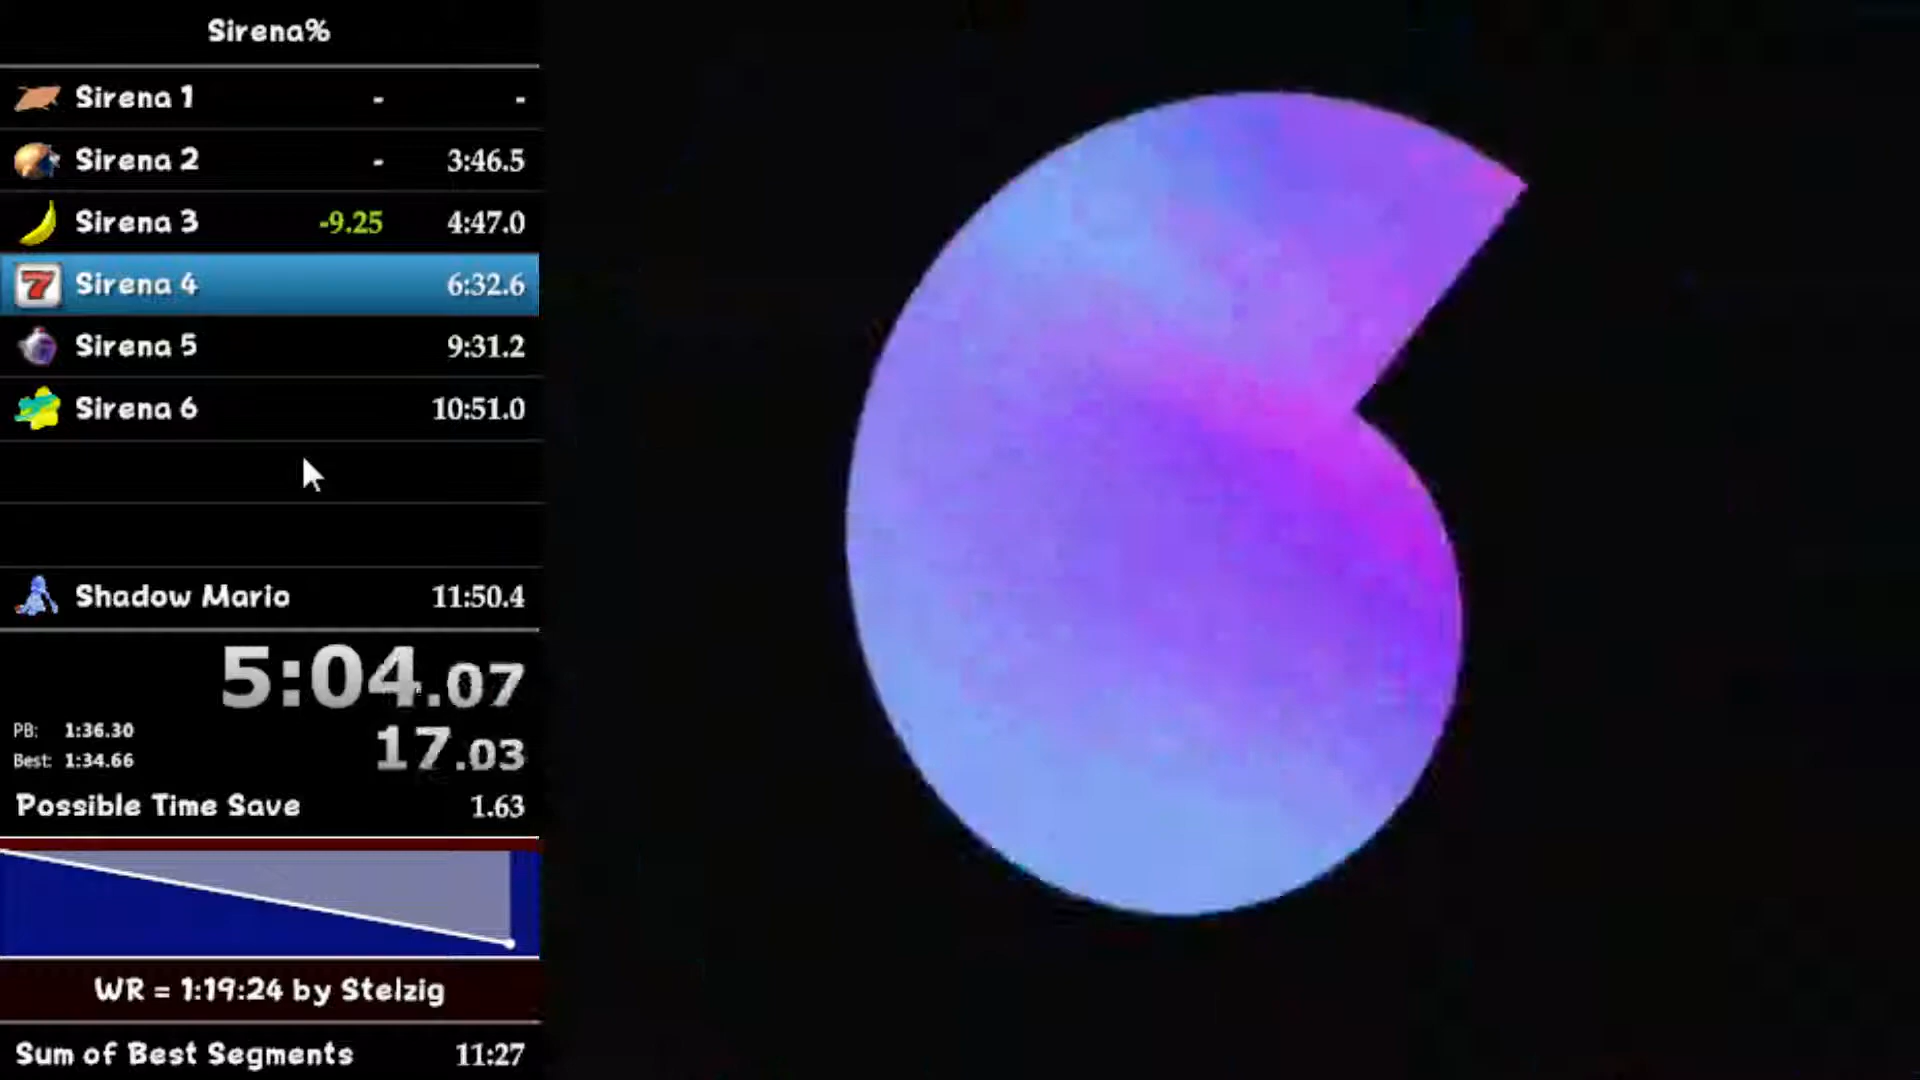 Sirena%
Sirena 1 - -
Sirena 2 - 3:46.5
Sirena 3 -9.25 4:47.0
7 Sirena 4 6:32.6
Sirena 5 9:31.2
Sirena 6 10:51.0
Shadow Mario 11:50.4
5:04.07
PB: 1:36.30
17.03
Best: 1:34.66
Possible Time Save 1.63
WR = 1:19:24 by Stelzig
Sum of Best Segments 11:27